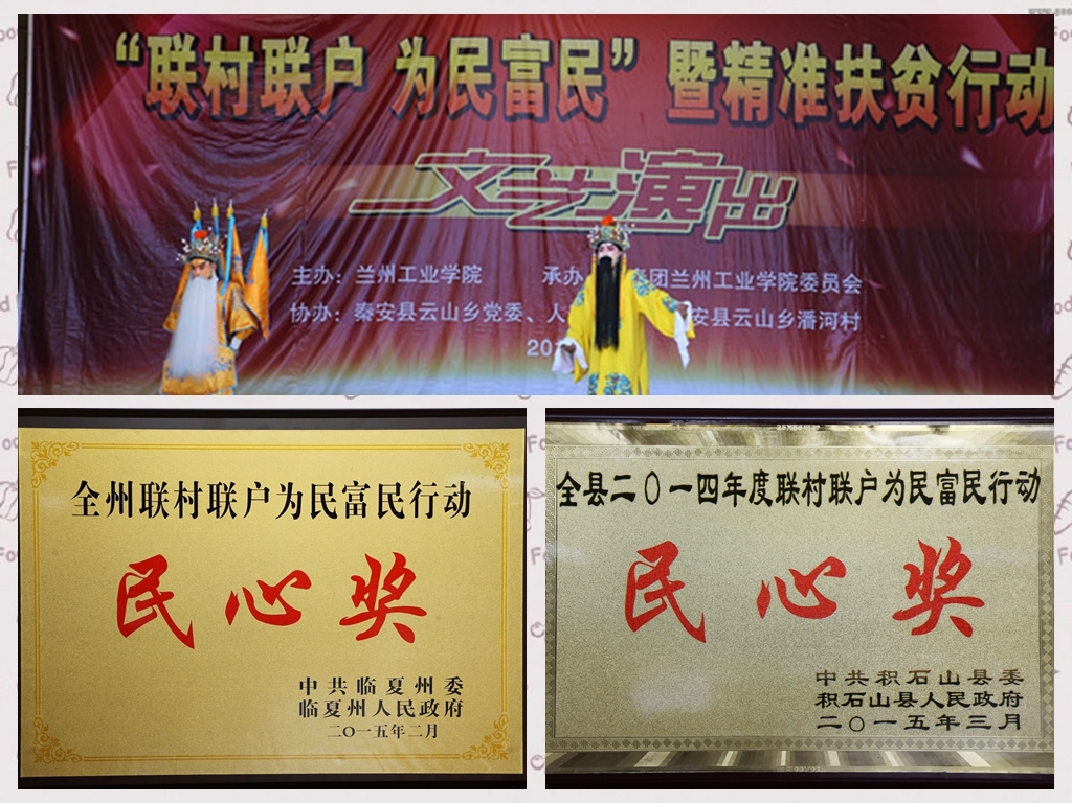 “联村联户 为民富民”暨精准扶贫行动
文艺演出
主办：兰州工业学院 承办 团兰州工业学院委员会
协办：秦安县云山乡党委、人 安县云山乡潘河村
20
全州联村联户为民富民行动
民心奖
中共临夏州委
临夏州人民政府
二〇一五年二月
全县二〇一四年度联村联户为民富民行动
民心奖
中共积石山县委
积石山县人民政府
二〇一五年三月